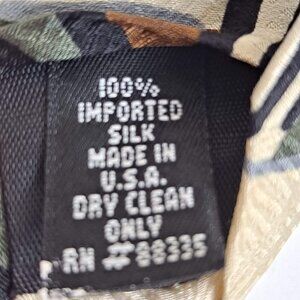 100%
IMPORTED
SILK
MADE IN
U.S.A.
DRY CLEAN
ONLY
RN #88335